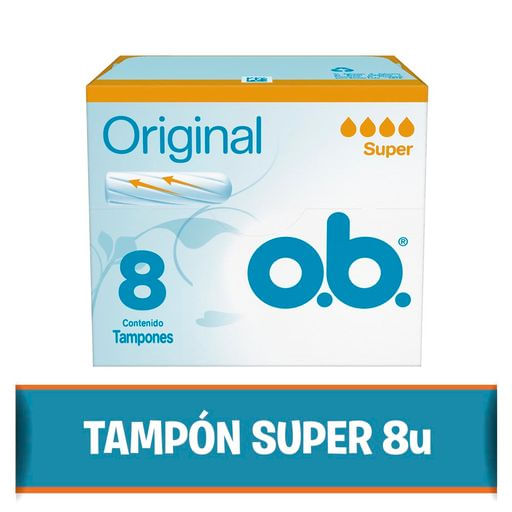 Original
Super
8
Contenido
Tampones
o.b.®
TAMPÓN SUPER 8u